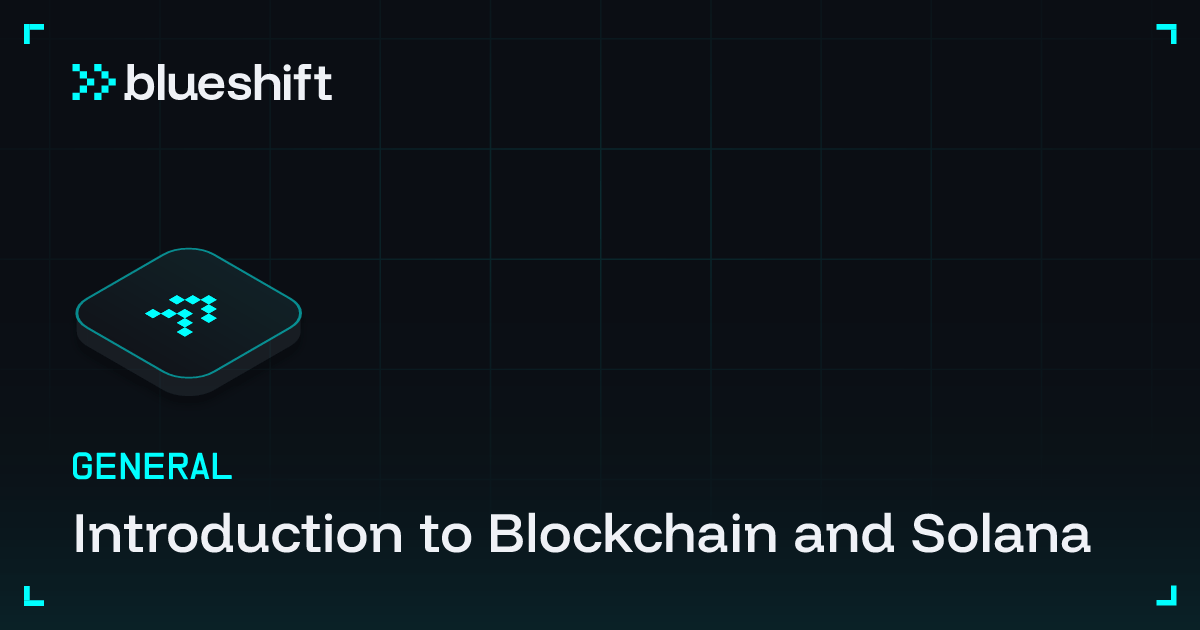 blueshift
GENERAL
Introduction to Blockchain and Solana